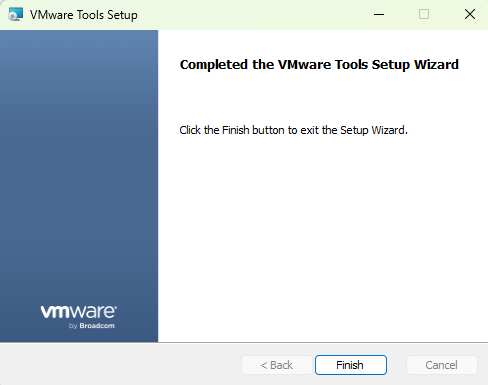 VMware Tools Setup
Completed the VMware Tools Setup Wizard
Click the Finish button to exit the Setup Wizard.
vmware®
by Broadcom
< Back
Finish
Cancel